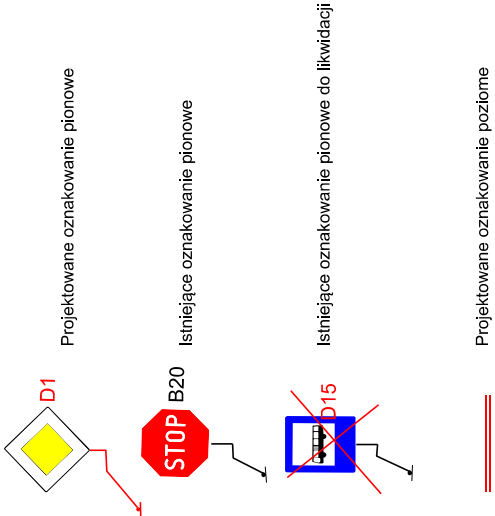 D1
Projektowane oznakowanie pionowe
STOP
B20
Istniejące oznakowanie pionowe
D15
Istniejące oznakowanie pionowe do likwidacji
Projektowane oznakowanie poziome